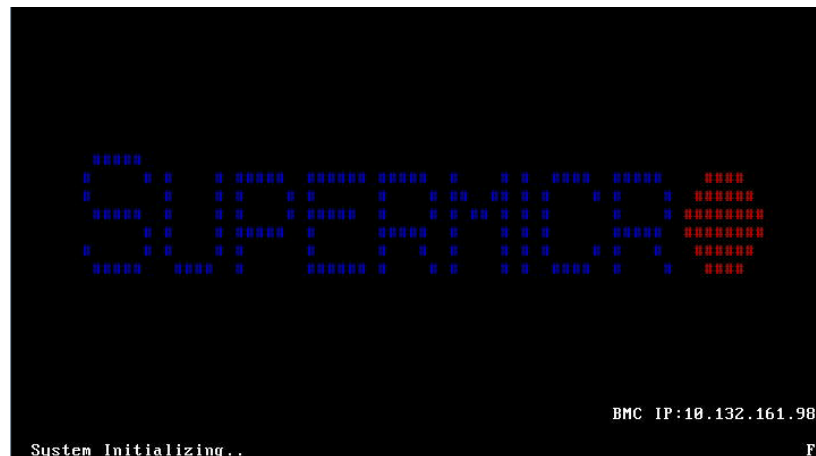 SUPERMICRO
BMC IP:10.132.161.98
System Initializing..
F